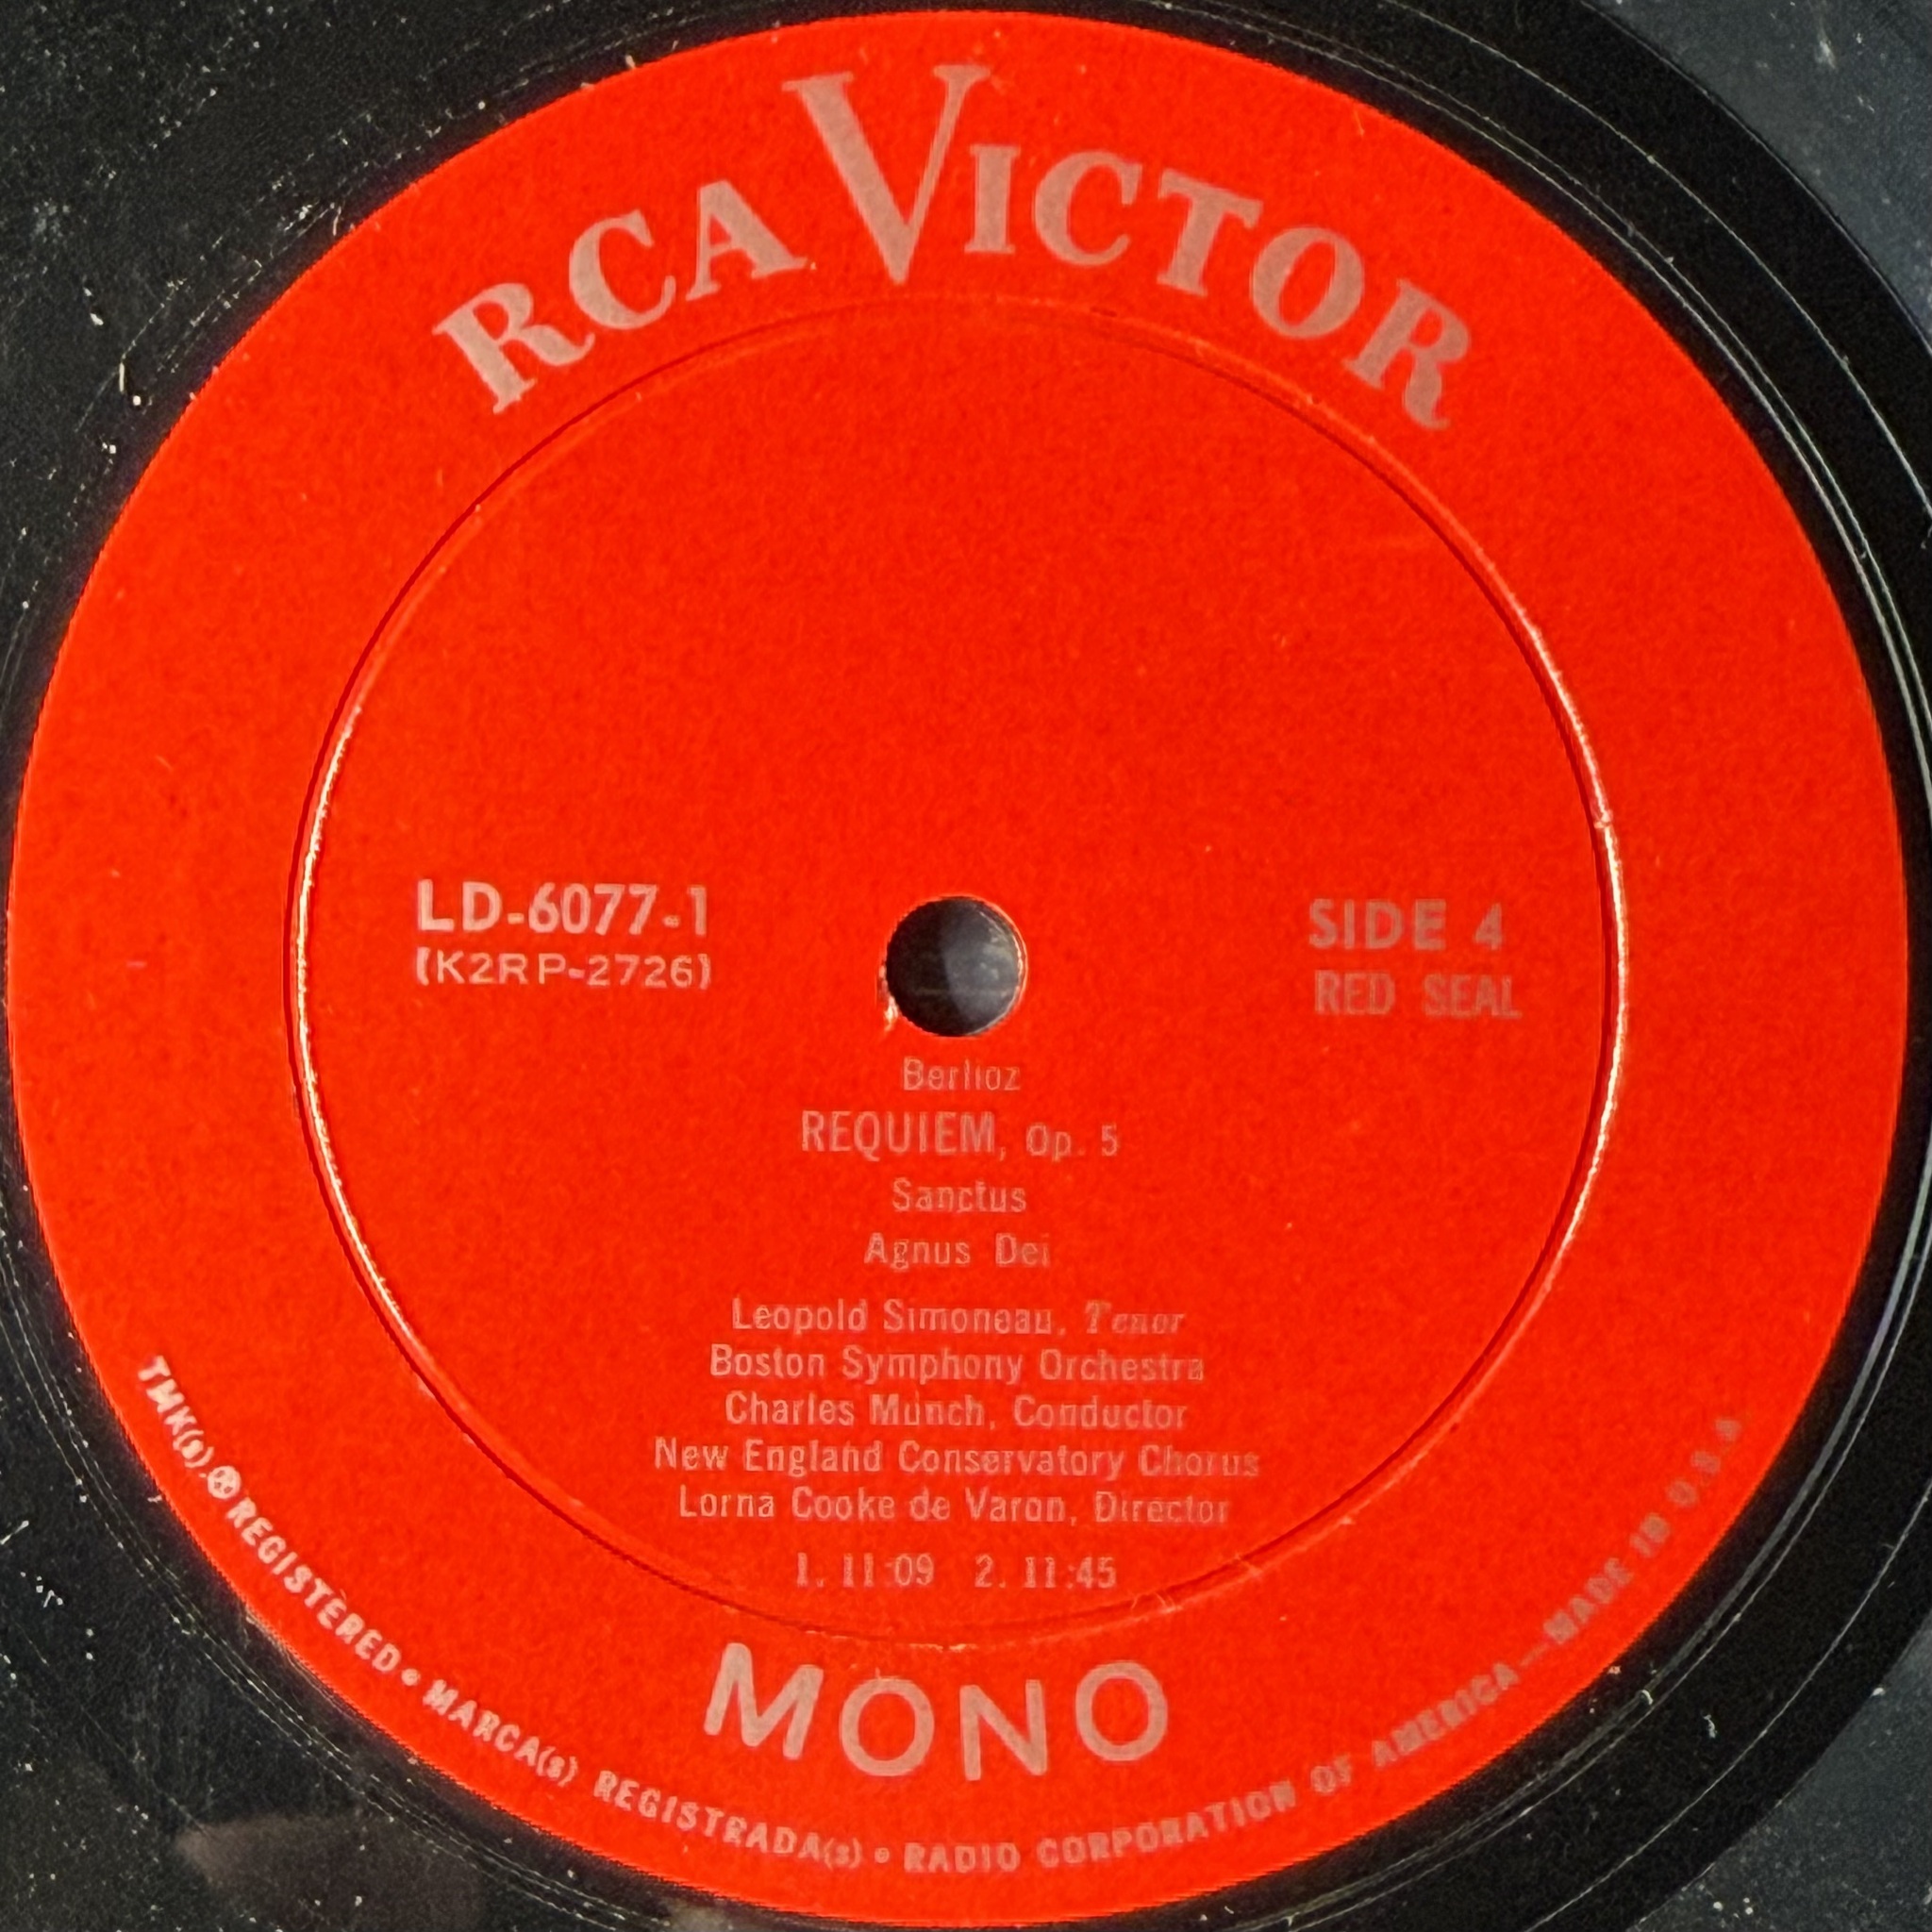 RCA VICTOR
LD-6077-1
(K2RP-2726)
SIDE 4
RED SEAL
Berlioz
REQUIEM, Op. 5
Sanctus
Agnus Dei
Leopold Simoneau, Tenor
Boston Symphony Orchestra
Charles Munch, Conductor
New England Conservatory Chorus
Lorna Cooke de Varon, Director
1. 11:09 2. 11:45
MONO
TMK(s) ® REGISTERED • MARCA(s) REGISTRADA(s) • RADIO CORPORATION OF AMERICA—MADE IN U.S.A.